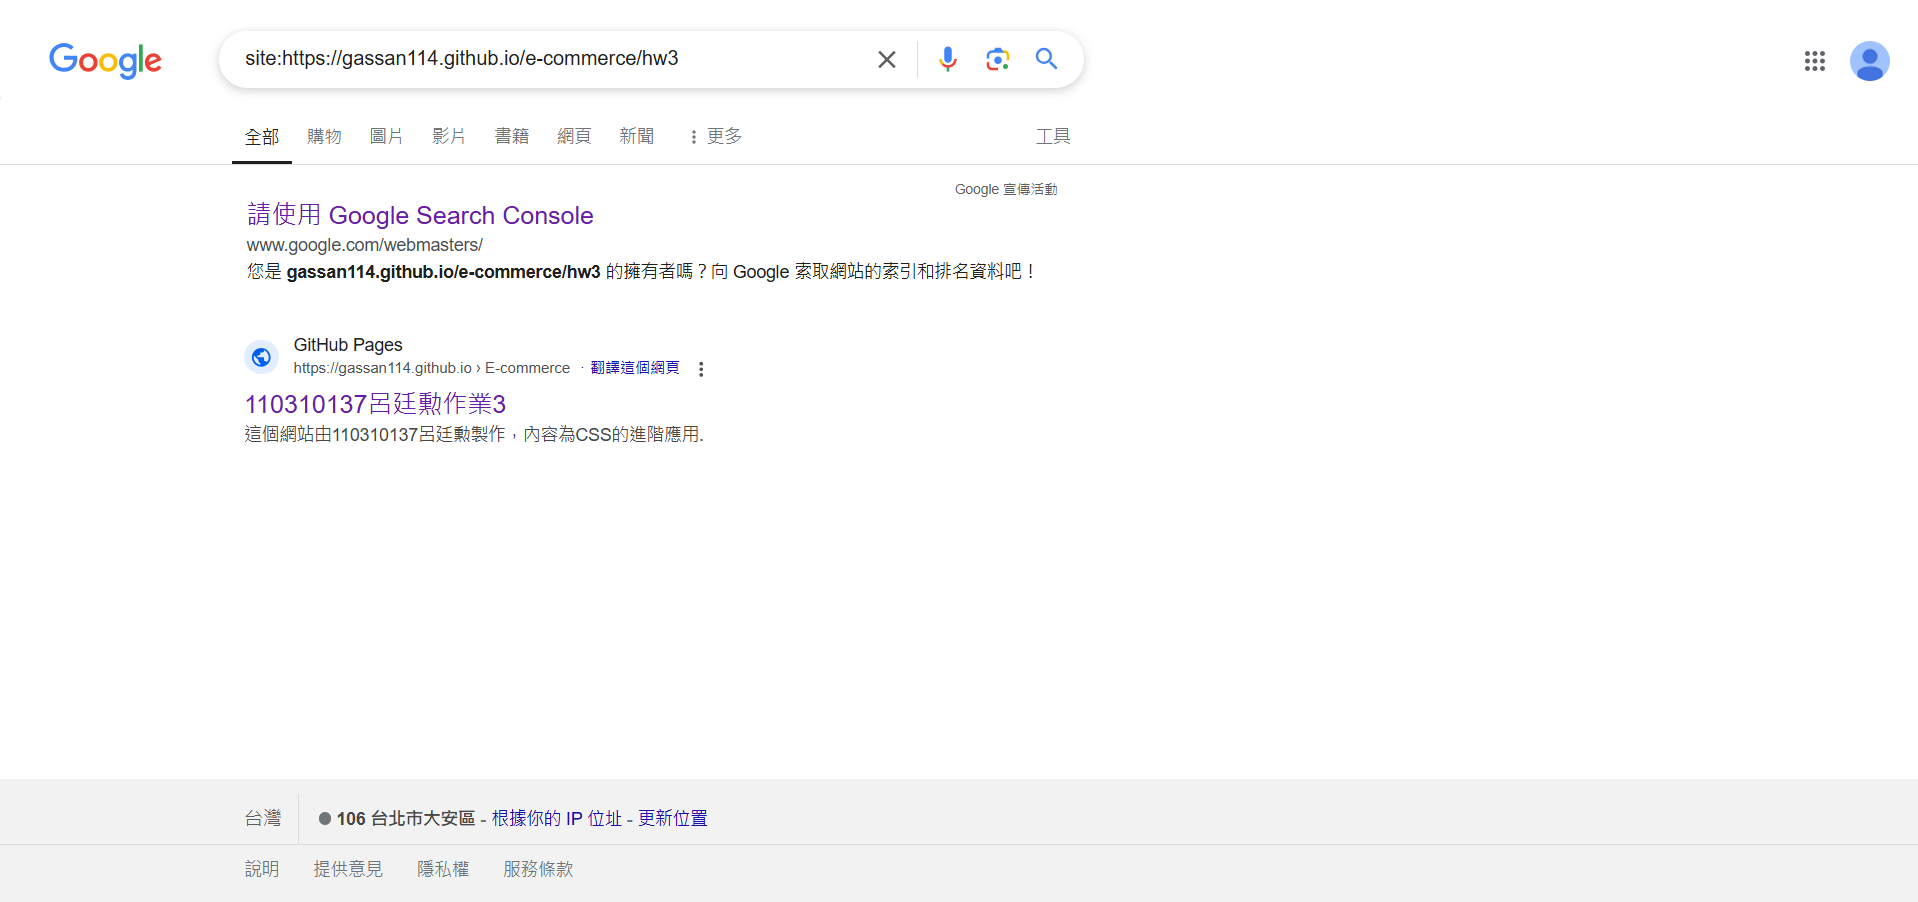 Google
site:https://gassan114.github.io/e-commerce/hw3
全部 購物 圖片 影片 書籍 網頁 新聞 更多 工具
Google 宣傳活動
請使用 Google Search Console
www.google.com/webmasters/
您是 gassan114.github.io/e-commerce/hw3 的擁有者嗎？向 Google 索取網站的索引和排名資料吧！
GitHub Pages
https://gassan114.github.io › E-commerce · 翻譯這個網頁
110310137呂廷勳作業3
這個網站由110310137呂廷勳製作，內容為CSS的進階應用.
台灣 106 台北市大安區 - 根據你的 IP 位址 - 更新位置
說明 提供意見 隱私權 服務條款